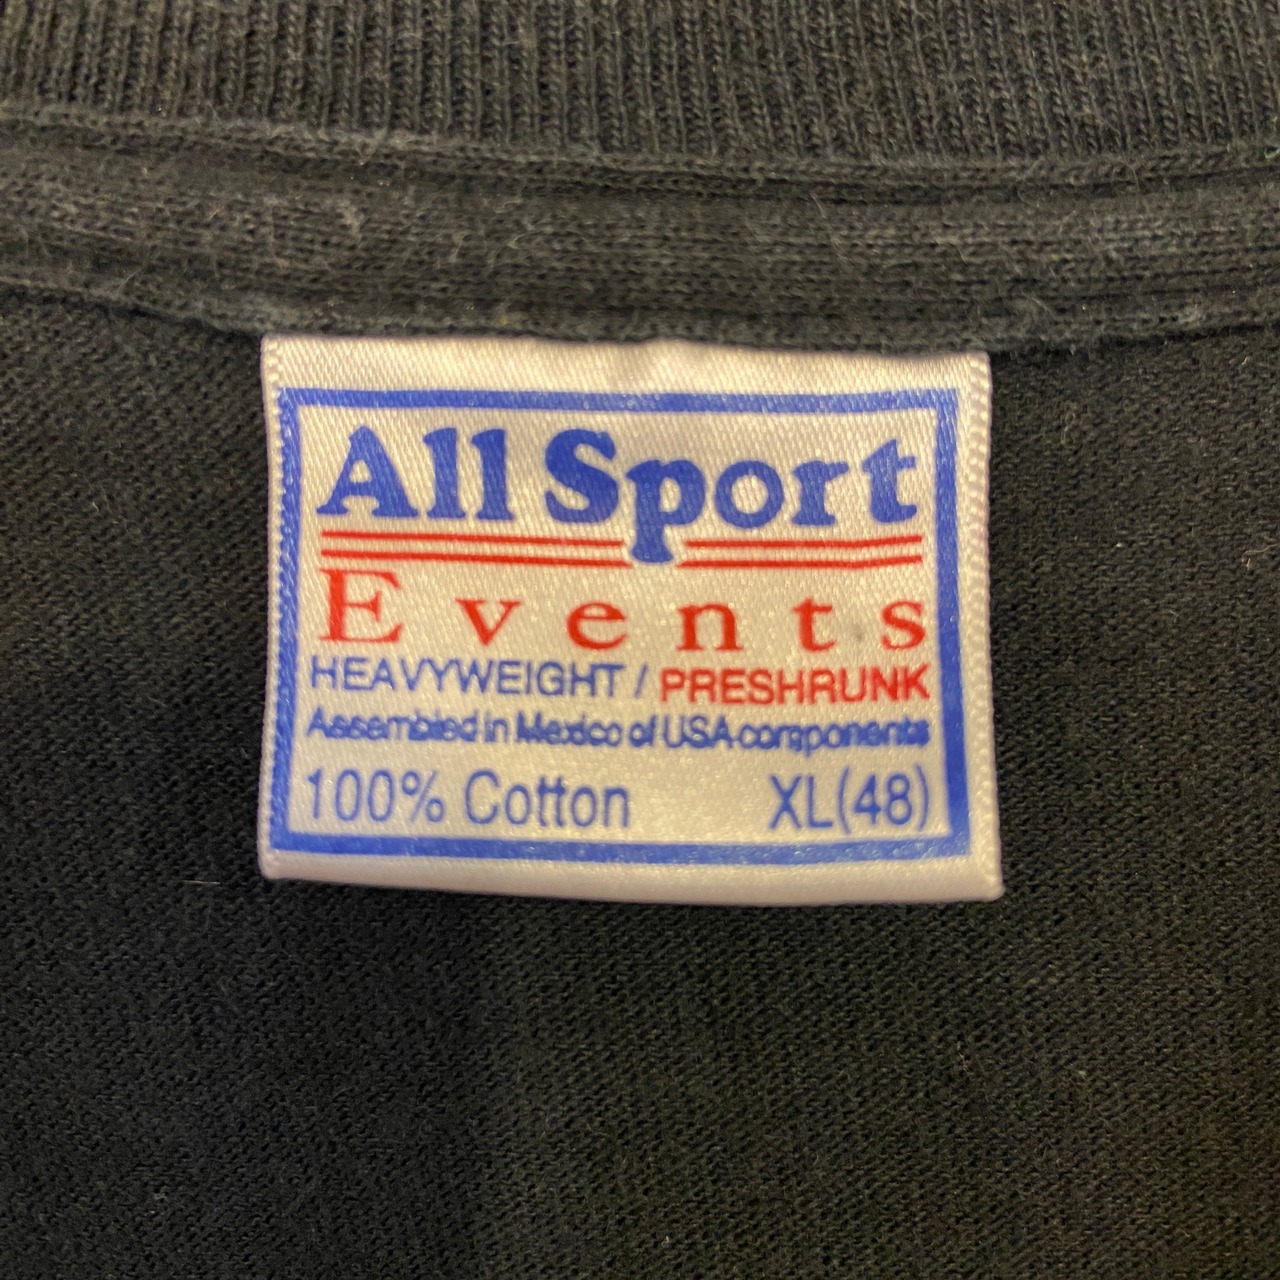 All Sport
Events
HEAVYWEIGHT / PRESHRUNK
Assembled in Mexico of USA components
100% Cotton XL(48)